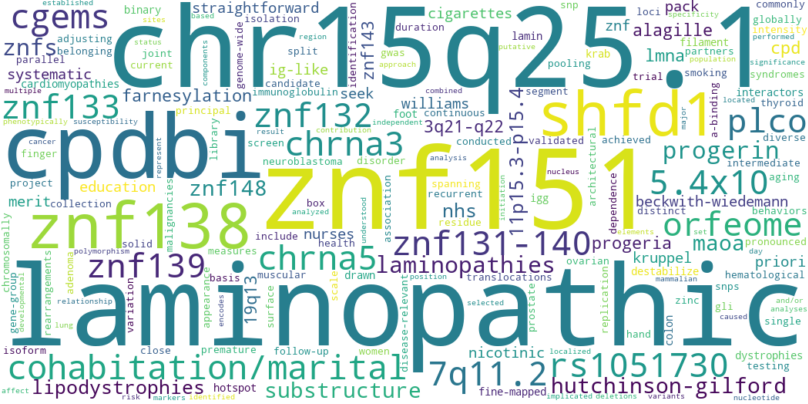 established
cgems
straightforward
cigarettes
pack
snp
binary
sites
commonly
znfs
adjusting
belonging
isolation
split
duration
znf143
identification
chr15q25.1
znf
loci
alagille
globally
intensity
performed
parallel
multiple
systematic
genome-wide
joint
current
status
based
region
components
gwas
approach
lamin
putative
krab
population
lmna
filament
partners
cpd
specificity
significance
cardiomyopathies
ig-like
candidate
immunoglobulin
seek
pooling
trial
smoking
syndromes
znf133
farnesylation
principal
combined
independent
cpdbi
library
znf132
williams
continuous
foot
segment
shfd1
a-binding
major
interactors
located
thyroid
plco
diverse
phenotypically
susceptibility
cancer
represent
finger
project
education
result
contribution
screen
chrna3
3q21-q22
validated
conducted
achieved
11p15.3-p15.4
architectural
progerin
intermediate
aging
neuroblastoma
disorder
analysis
spanning
nucleus
znf148
znf151
5.4x10
merit
collection
malignancies
box
analyzed
understood
association
nhs
recurrent
residue
igg
initiation
dependence
beckwith-wiedemann
distinct
behaviors
znf138
solid
include
nurses
health
orfeome
maoa
set
pronounced
day
chromosomally
polymorphism
measures
chrna5
znf131-140
progeria
elements
kruppel
priori
mammalian
hematological
znf139
basis
muscular
drawn
laminopathies
ovarian
destabilize
snps
and/or
analyses
gene-group
developmental
rearrangements
adenoma
variation
appearance
19q13
surface
scale
disease-relevant
prostate
translocations
position
selected
replication
gli
zinc
caused
single
relationship
encodes
lung
hand
colon
laminopathic
isoform
close
premature
follow-up
women
nicotinic
localized
dystrophies
testing
cohabitation/marital
7q11.2
rs1051730
lipodystrophies
hotspot
substructure
fine-mapped
hutchinson-gilford
affect
risk
markers
identified
implicated
deletions
variants
nucleotide